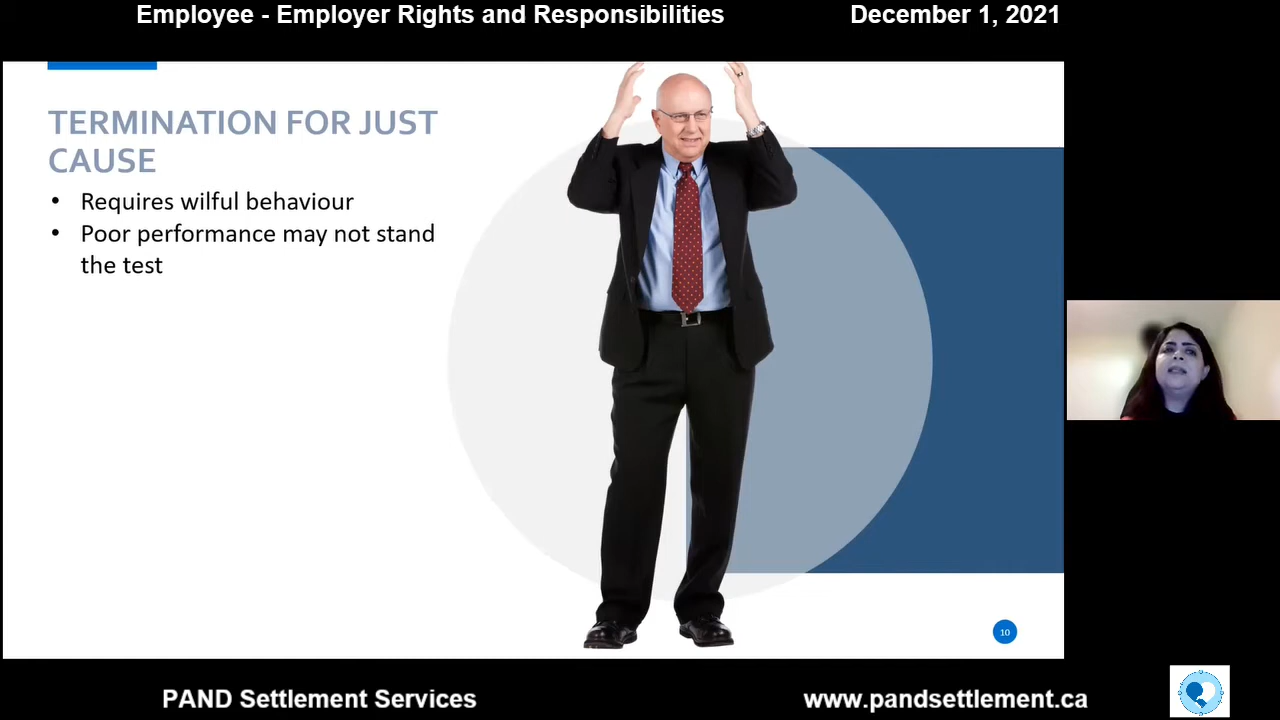 Employee - Employer Rights and Responsibilities December 1, 2021
TERMINATION FOR JUST
CAUSE
• Requires wilful behaviour
• Poor performance may not stand
the test
10
PAND Settlement Services www.pandsettlement.ca